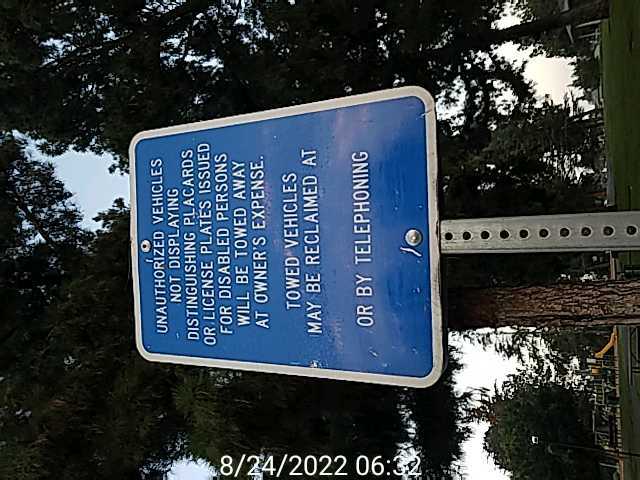 UNAUTHORIZED VEHICLES
NOT DISPLAYING
DISTINGUISHING PLACARDS
OR LICENSE PLATES ISSUED
FOR DISABLED PERSONS
WILL BE TOWED AWAY
AT OWNER'S EXPENSE.
TOWED VEHICLES
MAY BE RECLAIMED AT
OR BY TELEPHONING
8/24/2022 06:32